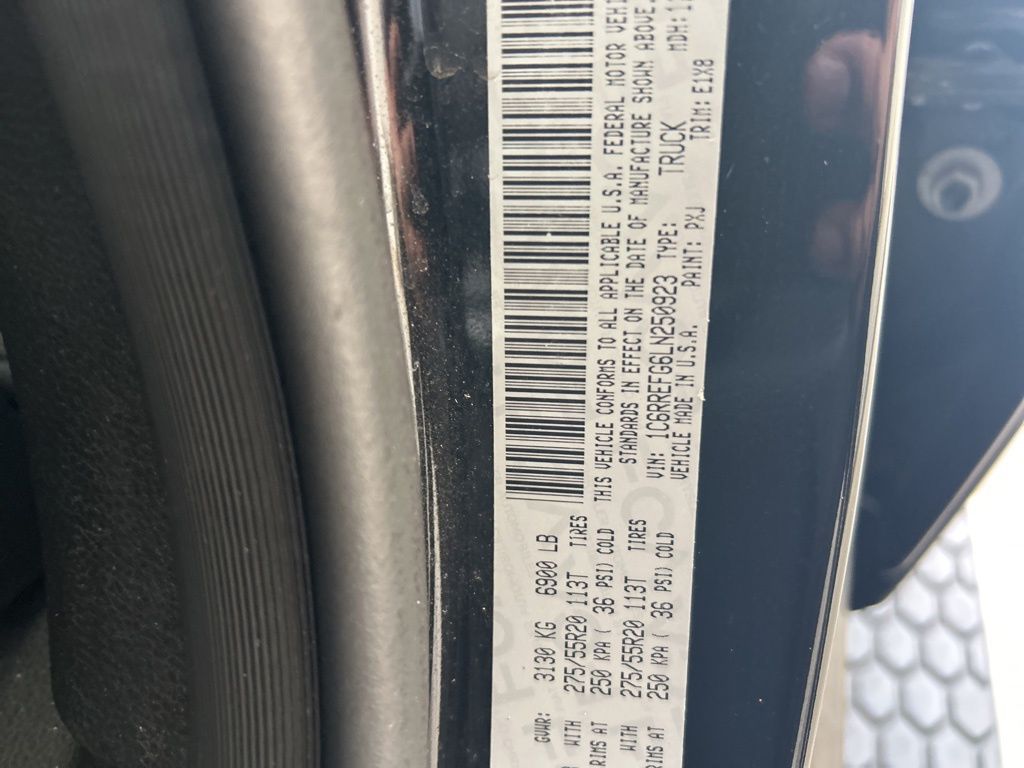 GVWR: 3130 KG 6900 LB
WITH 275/55R20 113T TIRES
RIMS AT 250 KPA ( 36 PSI) COLD
WITH 275/55R20 113T TIRES
RIMS AT 250 KPA ( 36 PSI) COLD
THIS VEHICLE CONFORMS TO ALL APPLICABLE U.S.A. FEDERAL MOTOR
STANDARDS IN EFFECT ON THE DATE OF MANUFACTURE SHOWN ABOVE.
VIN: 1C6RREFG6LN250923 TYPE: TRUCK
VEHICLE MADE IN U.S.A. PAINT: PXJ TRIM: E1X8 MDH: